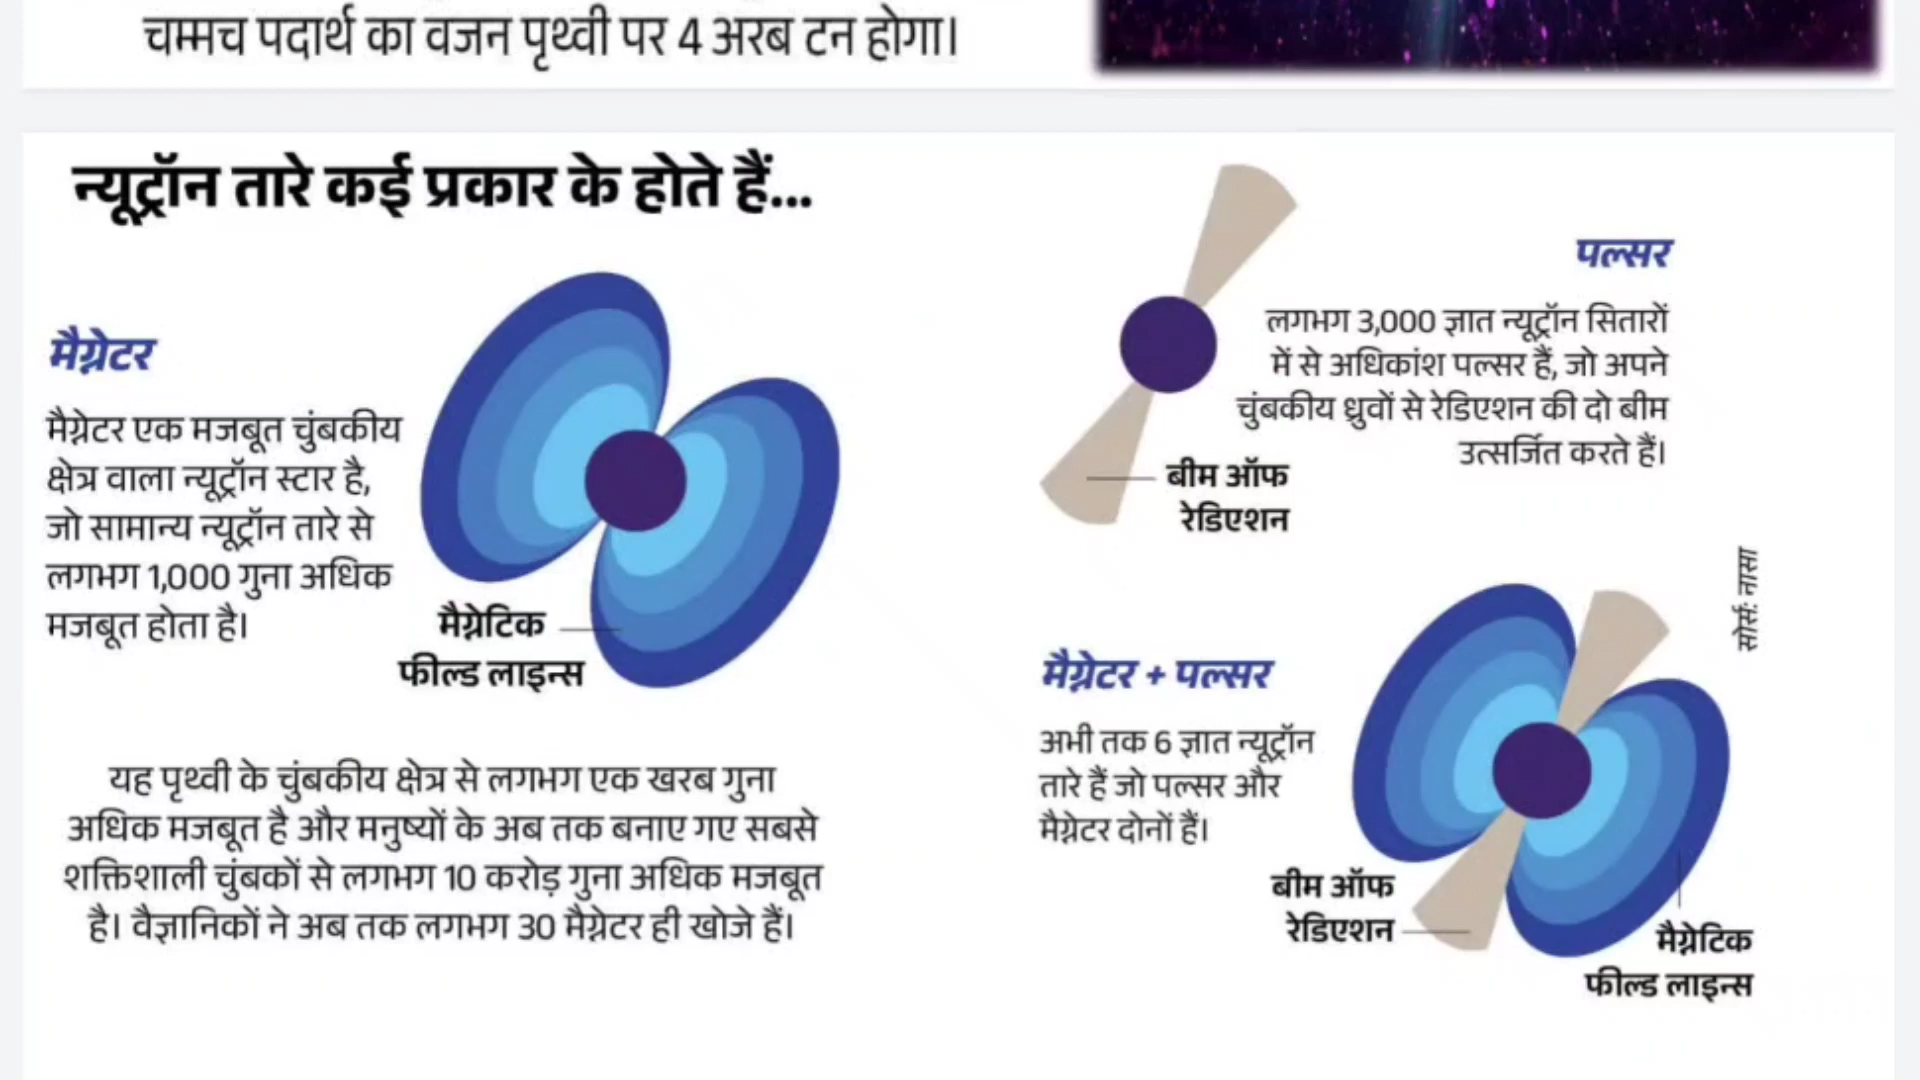 चम्मच पदार्थ का वजन पृथ्वी पर 4 अरब टन होगा।
न्यूट्रॉन तारे कई प्रकार के होते हैं...
मैग्नेटर
मैग्नेटर एक मजबूत चुंबकीय
क्षेत्र वाला न्यूट्रॉन स्टार है,
जो सामान्य न्यूट्रॉन तारे से
लगभग 1,000 गुना अधिक
मजबूत होता है।
मैग्नेटिक
फील्ड लाइन्स
यह पृथ्वी के चुंबकीय क्षेत्र से लगभग एक खरब गुना
अधिक मजबूत है और मनुष्यों के अब तक बनाए गए सबसे
शक्तिशाली चुंबकों से लगभग 10 करोड़ गुना अधिक मजबूत
है। वैज्ञानिकों ने अब तक लगभग 30 मैग्नेटर ही खोजे हैं।
पल्सर
लगभग 3,000 ज्ञात न्यूट्रॉन सितारों
में से अधिकांश पल्सर हैं, जो अपने
चुंबकीय ध्रुवों से रेडिएशन की दो बीम
उत्सर्जित करते हैं।
बीम ऑफ
रेडिएशन
सोर्स: नासा
मैग्नेटर + पल्सर
अभी तक 6 ज्ञात न्यूट्रॉन
तारे हैं जो पल्सर और
मैग्नेटर दोनों हैं।
बीम ऑफ
रेडिएशन
मैग्नेटिक
फील्ड लाइन्स